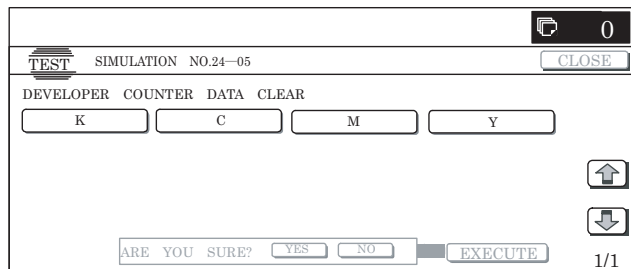 0
TEST SIMULATION NO.24—05 CLOSE
DEVELOPER COUNTER DATA CLEAR
K C M Y
ARE YOU SURE? YES NO EXECUTE
1/1